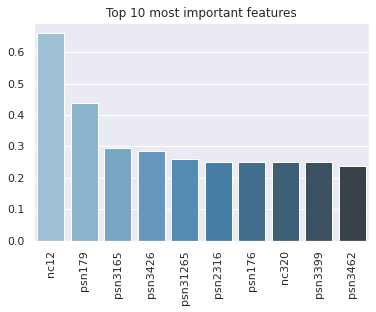 Top 10 most important features
0.6
0.5
0.4
0.3
0.2
0.1
0.0
nc12
psn179
psn3165
psn3426
psn31265
psn2316
psn176
nc320
psn3399
psn3462